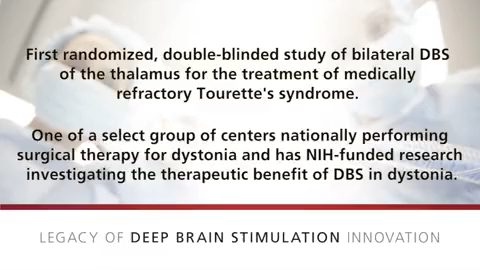 First randomized, double-blinded study of bilateral DBS
of the thalamus for the treatment of medically
refractory Tourette's syndrome.
One of a select group of centers nationally performing
surgical therapy for dystonia and has NIH-funded research
investigating the therapeutic benefit of DBS in dystonia.
LEGACY OF DEEP BRAIN STIMULATION INNOVATION